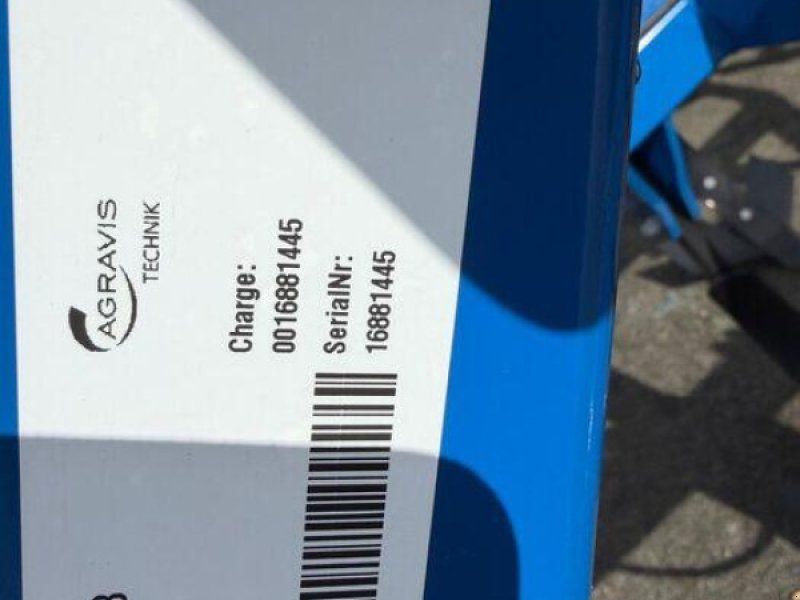 AGRAVIS
TECHNIK
Charge:
0016881445
SerialNr:
16881445